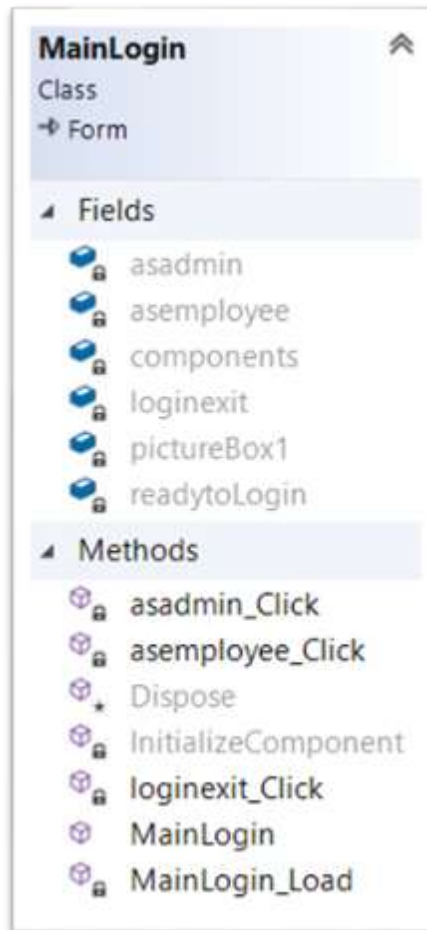 MainLogin
Class
Form
Fields
asadmin
asemployee
components
loginexit
pictureBox1
readytoLogin
Methods
asadmin_Click
asemployee_Click
Dispose
InitializeComponent
loginexit_Click
MainLogin
MainLogin_Load